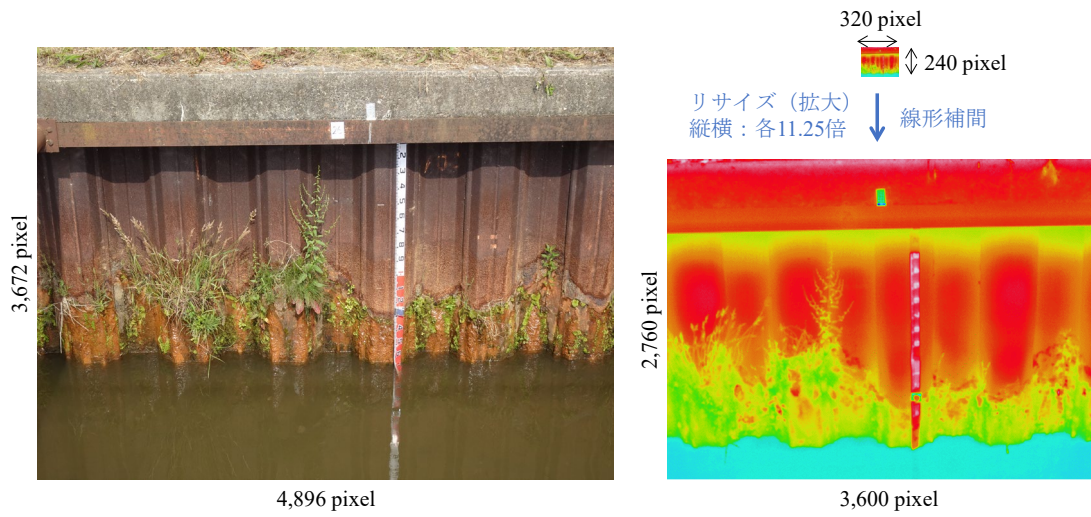 3,672 pixel
4,896 pixel
320 pixel
240 pixel
リサイズ（拡大）
縦横：各11.25倍
線形補間
2,760 pixel
3,600 pixel